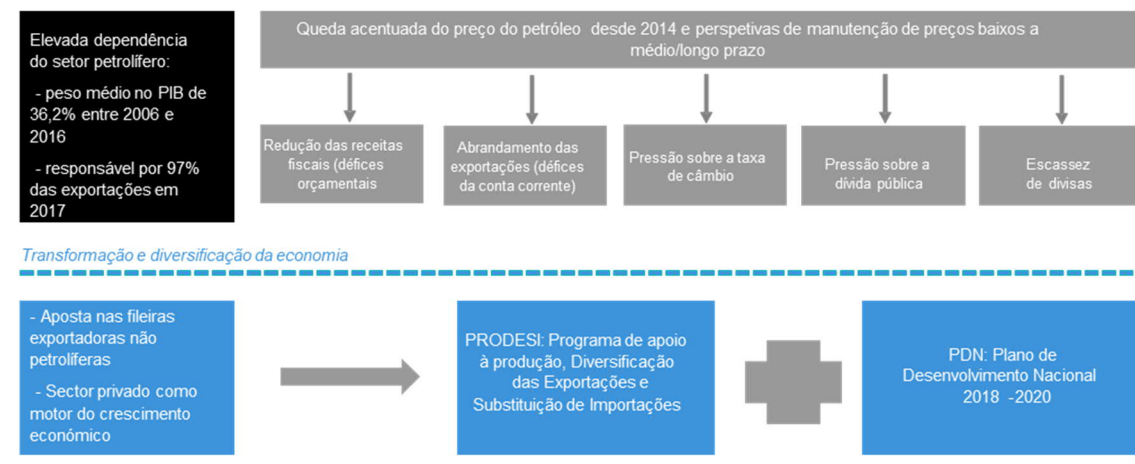 Elevada dependência
do setor petrolífero:
- peso médio no PIB de
36,2% entre 2006 e
2016
- responsável por 97%
das exportações em
2017
Queda acentuada do preço do petróleo desde 2014 e perspetivas de manutenção de preços baixos a
médio/longo prazo
Redução das receitas
fiscais (défices
orçamentais
Abrandamento das
exportações (défices
da conta corrente)
Pressão sobre a taxa
de câmbio
Pressão sobre a
dívida pública
Escassez
de divisas
Transformação e diversificação da economia
- Aposta nas fileiras
exportadoras não
petrolíferas
- Sector privado como
motor do crescimento
económico
PRODESI: Programa de apoio
à produção, Diversificação
das Exportações e
Substituição de Importações
PDN: Plano de
Desenvolvimento Nacional
2018 -2020